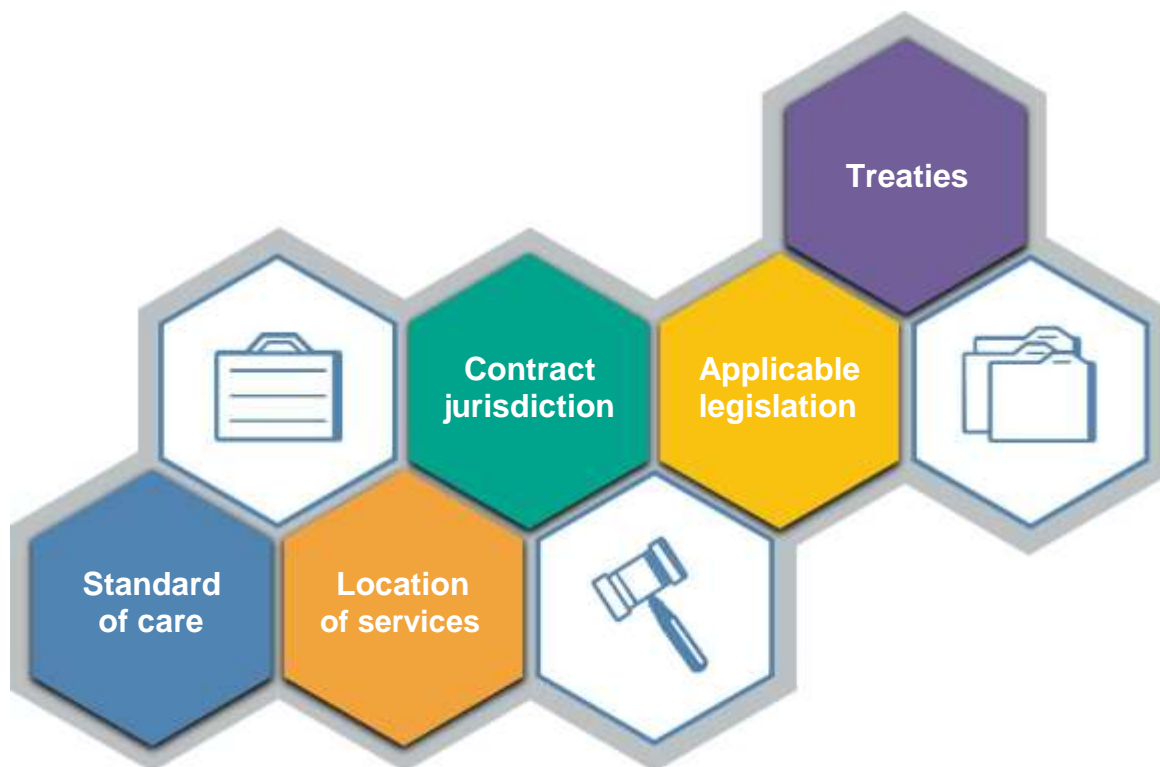 Treaties
Contract
jurisdiction
Applicable
legislation
Standard
of care
Location
of services